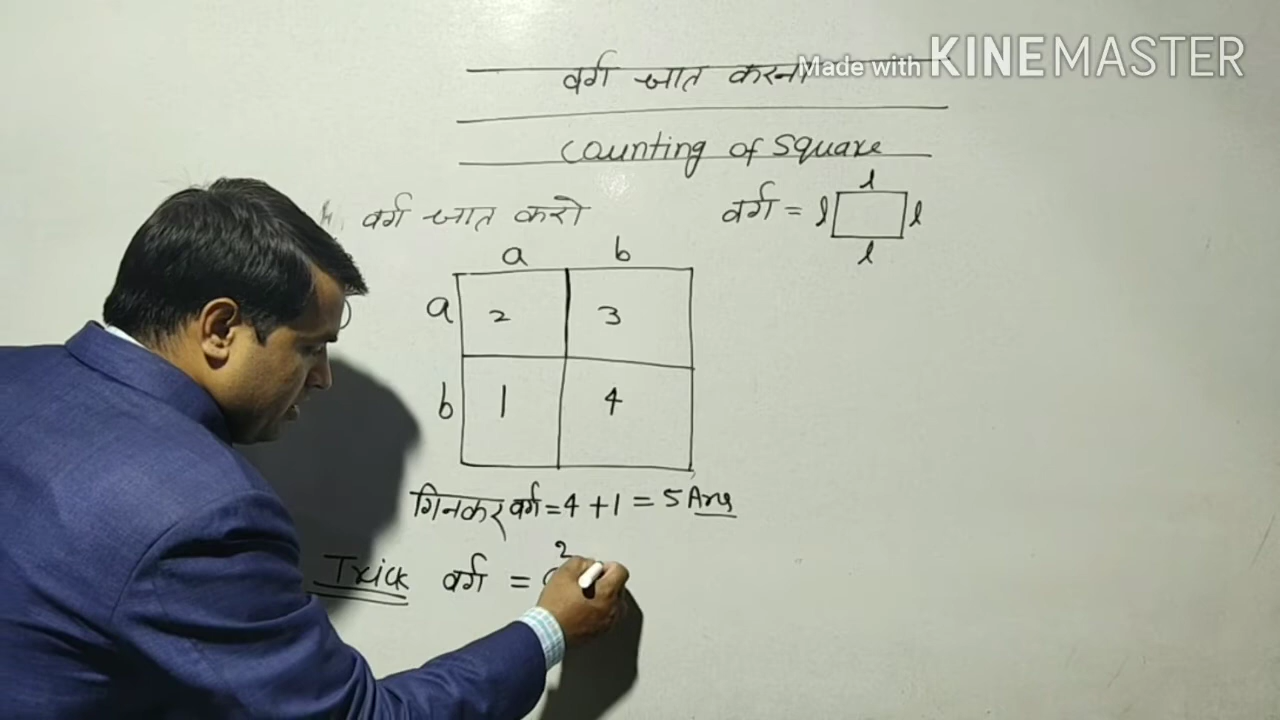 Made with KINEMASTER
वर्ग ज्ञात करना
Counting of Square
वर्ग ज्ञात करो
वर्ग =
l
l l
l
a b
a 2 3
b 1 4
गिनकर वर्ग = 4 + 1 = 5 Ans
Trick वर्ग = 2